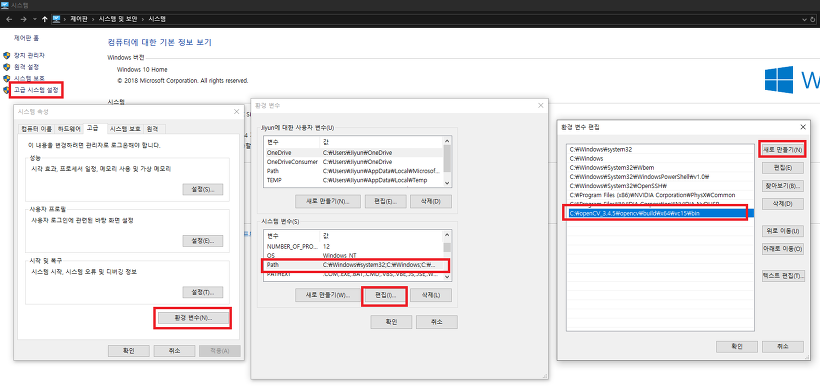 시스템
제어판 › 시스템 및 보안 › 시스템
제어판 홈
장치 관리자
원격 설정
시스템 보호
고급 시스템 설정
컴퓨터에 대한 기본 정보 보기
Windows 버전
Windows 10 Home
© 2018 Microsoft Corporation. All rights reserved.
시스템
시스템 속성
컴퓨터 이름 하드웨어 고급 시스템 보호 원격
이 내용을 변경하려면 관리자로 로그온해야 합니다.
성능
시각 효과, 프로세서 일정, 메모리 사용 및 가상 메모리
설정(S)...
사용자 프로필
사용자 로그인에 관련된 바탕 화면 설정
설정(E)...
시작 및 복구
시스템 시작, 시스템 오류 및 디버깅 정보
설정(T)...
환경 변수(N)...
확인 취소 적용(A)
환경 변수
Jiyun에 대한 사용자 변수(U)
변수 값
OneDrive C:₩Users₩Jiyun₩OneDrive
OneDriveConsumer C:₩Users₩Jiyun₩OneDrive
Path C:₩Users₩Jiyun₩AppData₩Local₩Microsof...
TEMP C:₩Users₩Jiyun₩AppData₩Local₩Temp
새로 만들기(N)... 편집(E)... 삭제(D)
시스템 변수(S)
변수 값
NUMBER_OF_PRO... 12
OS Windows_NT
Path C:₩Windows₩system32;C:₩Windows;C:₩...
PATHEXT .COM;.EXE;.BAT;.CMD;.VBS;.VBE;.JS;.JSE;.W...
새로 만들기(W)... 편집(I)... 삭제(L)
확인 취소
환경 변수 편집
C:₩Windows₩system32
C:₩Windows
C:₩Windows₩System32₩Wbem
C:₩Windows₩System32₩WindowsPowerShell₩v1.0₩
C:₩Windows₩System32₩OpenSSH₩
C:₩Program Files (x86)₩NVIDIA Corporation₩PhysX₩Common
C:₩Program Files₩NVIDIA Corporation₩NVIDIA NvDLISR
C:₩openCV_3.4.5₩opencv₩build₩x64₩vc15₩bin
새로 만들기(N)
편집(E)
찾아보기(B)...
삭제(D)
위로 이동(U)
아래로 이동(O)
텍스트 편집(T)...
확인 취소